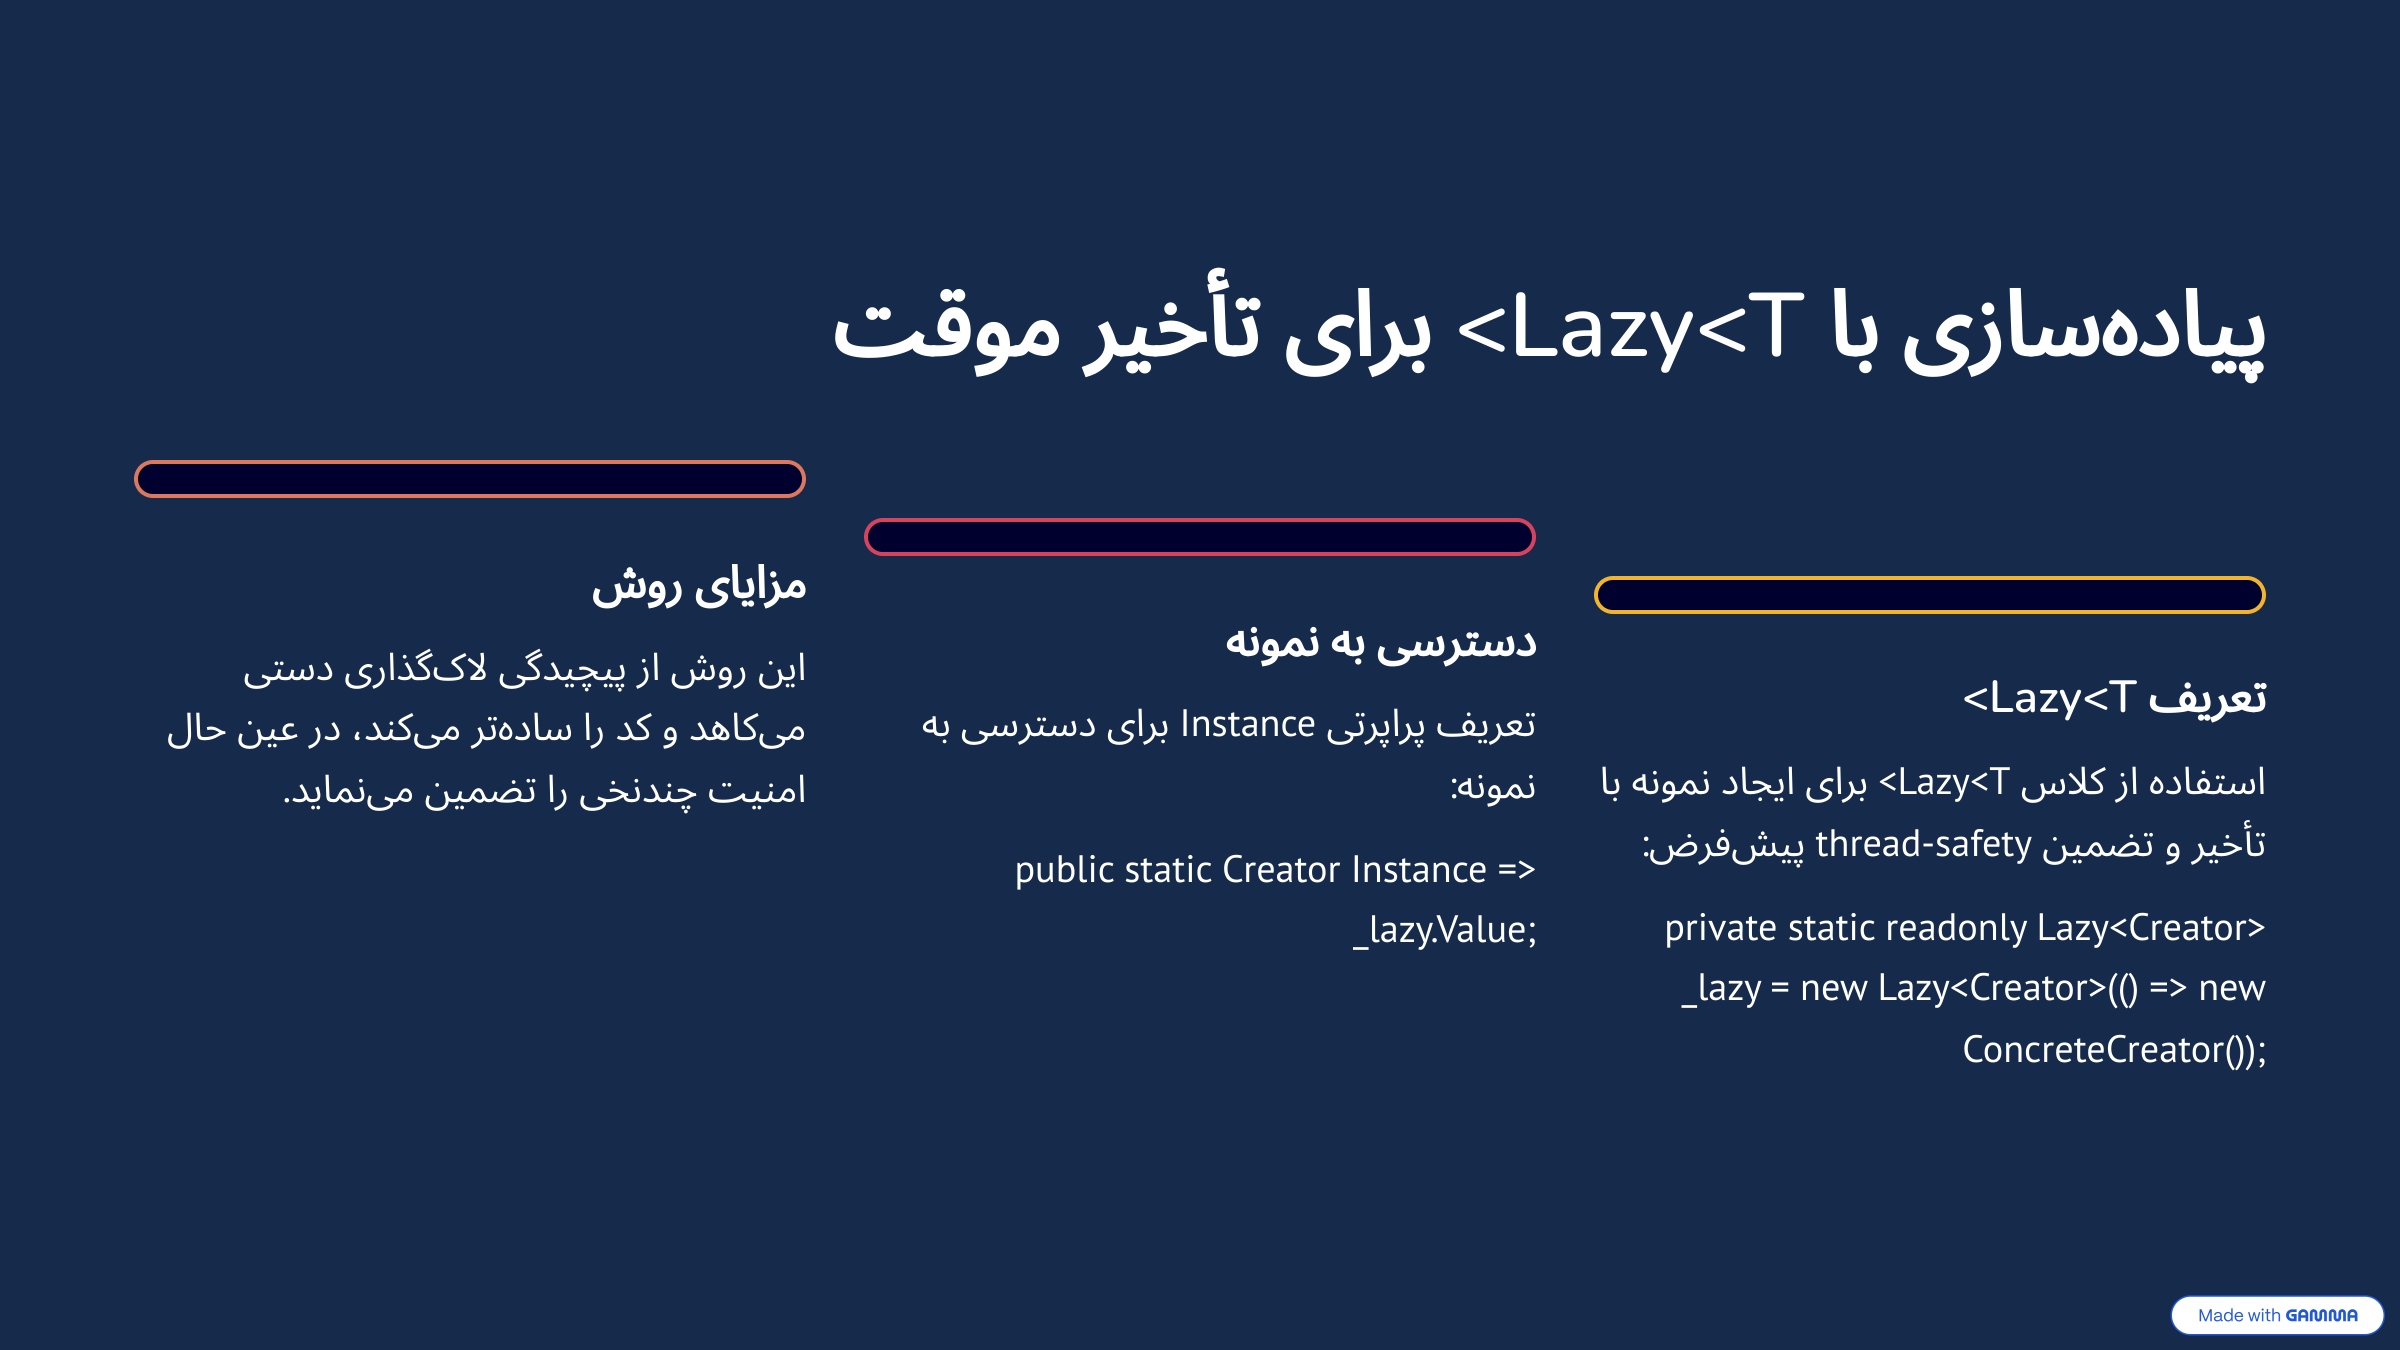 پیاده‌سازی با Lazy<T> برای تأخیر موقت
تعریف Lazy<T>
استفاده از کلاس Lazy<T> برای ایجاد نمونه با
تأخیر و تضمین thread-safety پیش‌فرض:
private static readonly Lazy<Creator>
_lazy = new Lazy<Creator>(() => new
ConcreteCreator());
دسترسی به نمونه
تعریف پراپرتی Instance برای دسترسی به
نمونه:
public static Creator Instance =>
_lazy.Value;
مزایای روش
این روش از پیچیدگی لاک‌گذاری دستی
می‌کاهد و کد را ساده‌تر می‌کند، در عین حال
امنیت چندنخی را تضمین می‌نماید.
Made with GAMMA